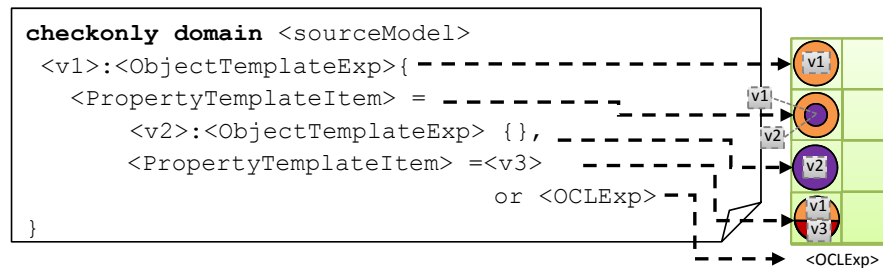 checkonly domain <sourceModel>
<v1>:<ObjectTemplateExp>{
v1
<PropertyTemplateItem> =
v1
v2
<v2>:<ObjectTemplateExp> {},
v2
<PropertyTemplateItem> =<v3>
or <OCLExp>
v1
v3
}
<OCLExp>